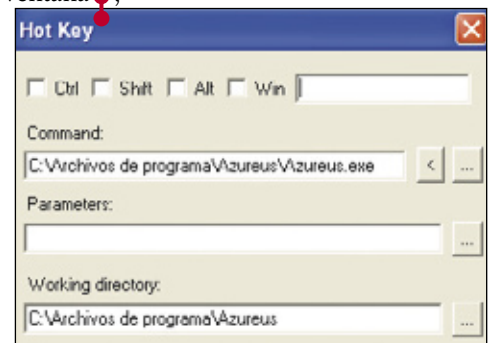 Hot Key
Ctrl Shift Alt Win
Command:
C:\Archivos de programa\Azureus\Azureus.exe < ...
Parameters:
...
Working directory:
C:\Archivos de programa\Azureus ...